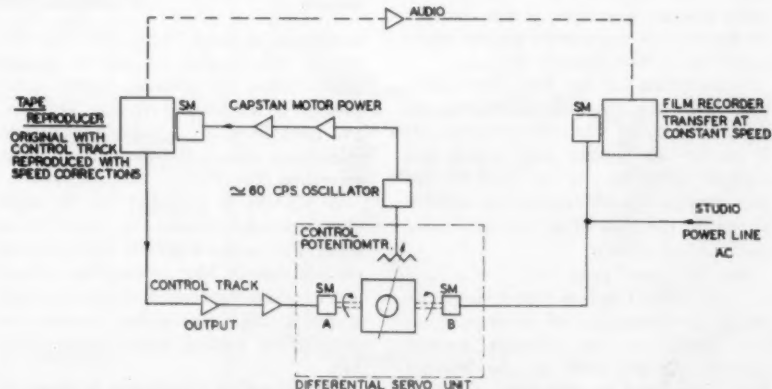 AUDIO
TAPE
REPRODUCER
ORIGINAL WITH
CONTROL TRACK
REPRODUCED WITH
SPEED CORRECTIONS
SM
CAPSTAN MOTOR POWER
SM
FILM RECORDER
TRANSFER AT
CONSTANT SPEED
≃60 CPS OSCILLATOR
STUDIO
POWER LINE
AC
CONTROL
POTENTIOMTR.
CONTROL TRACK
OUTPUT
SM
A
SM
B
DIFFERENTIAL SERVO UNIT